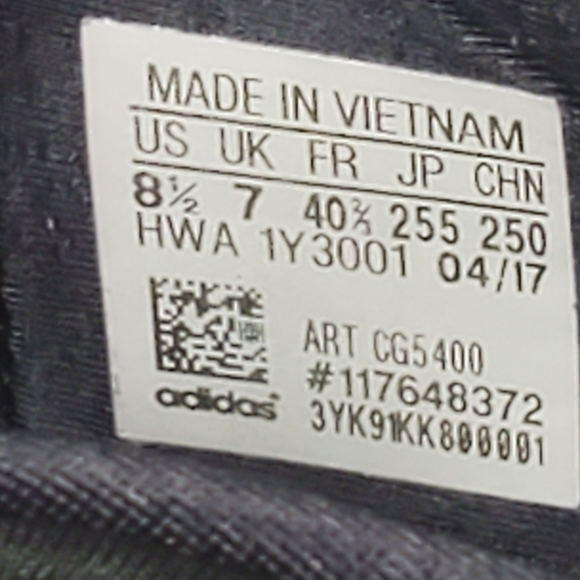 MADE IN VIETNAM
US UK FR JP CHN
8½ 7 40⅔ 255 250
HWA 1Y3001 04/17
ART CG5400
#117648372
adidas
3YK91KK800001